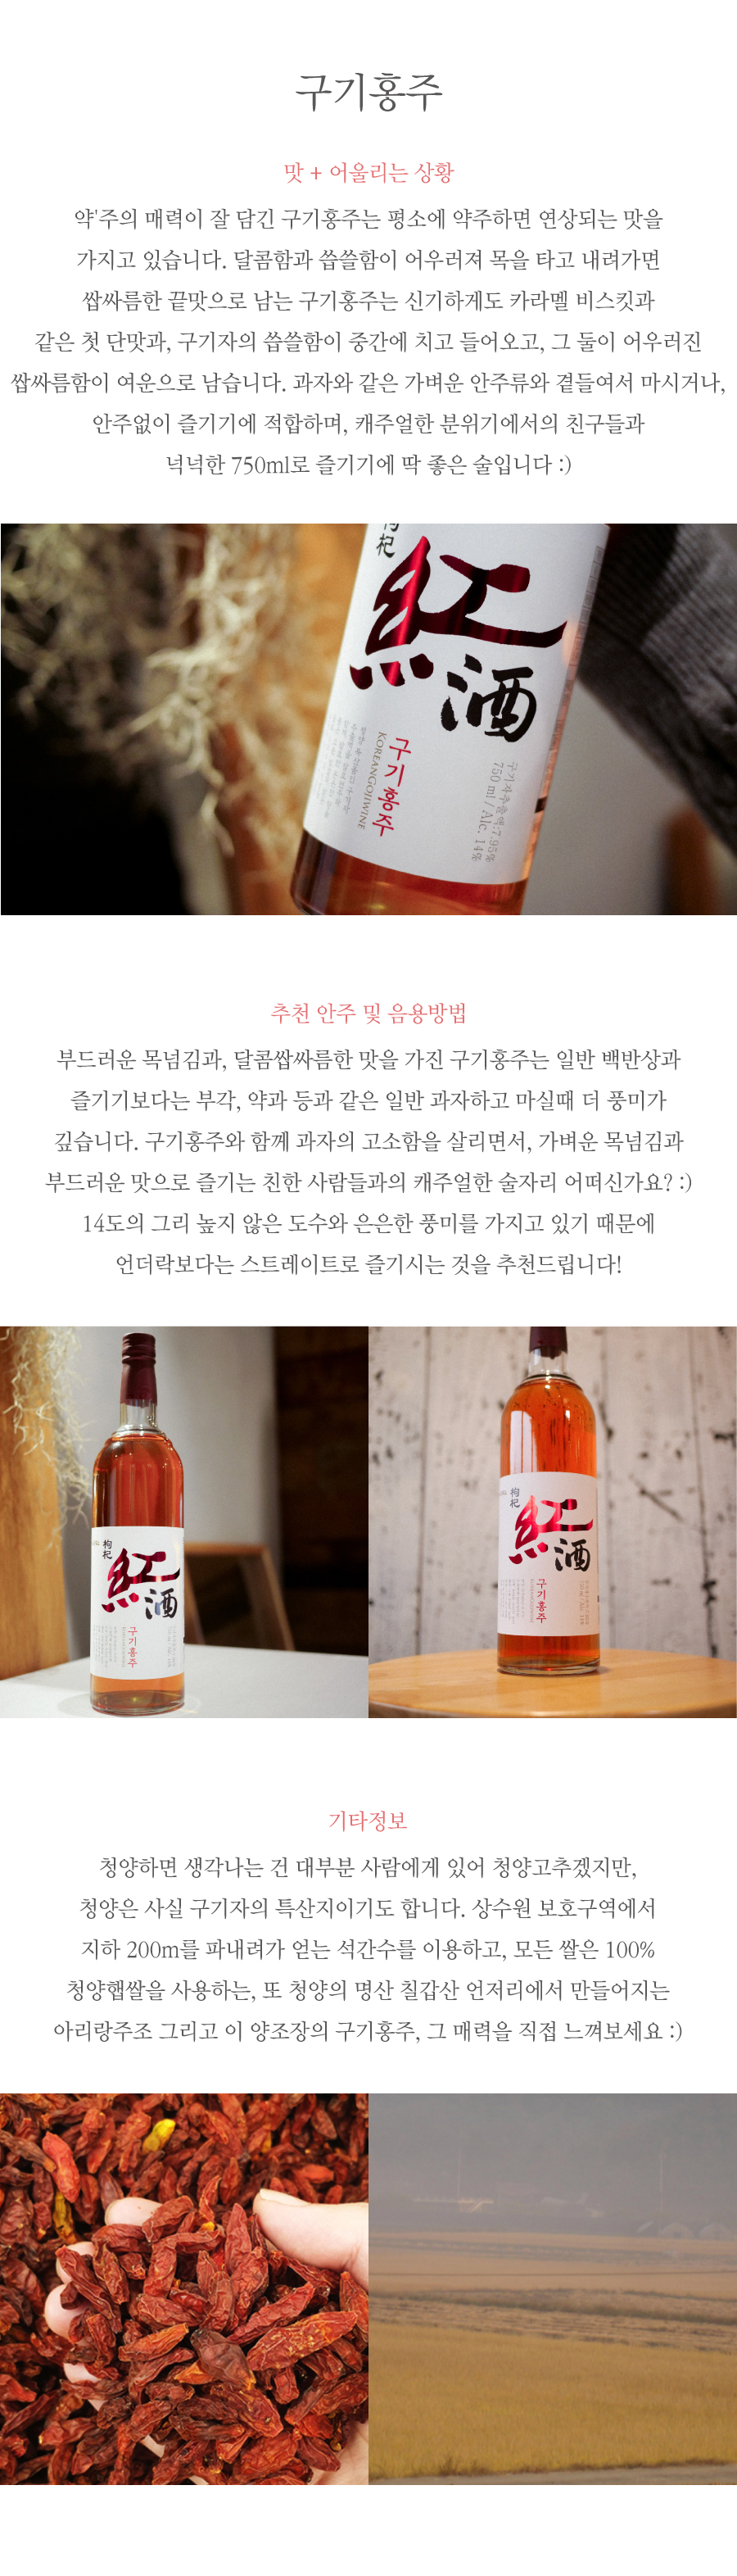 구기홍주
맛 + 어울리는 상황
약'주의 매력이 잘 담긴 구기홍주는 평소에 약주하면 연상되는 맛을
가지고 있습니다. 달콤함과 씁쓸함이 어우러져 목을 타고 내려가면
쌉싸름한 끝맛으로 남는 구기홍주는 신기하게도 카라멜 비스킷과
같은 첫 단맛과, 구기자의 씁쓸함이 중간에 치고 들어오고, 그 둘이 어우러진
쌉싸름함이 여운으로 남습니다. 과자와 같은 가벼운 안주류와 곁들여서 마시거나,
안주없이 즐기기에 적합하며, 캐주얼한 분위기에서의 친구들과
넉넉한 750ml로 즐기기에 딱 좋은 술입니다 :)
枸杞
紅酒
구기홍주
KOREANGOJIWINE
구기자추출액:7.95%
750 ml / Alc. 14%
추천 안주 및 음용방법
부드러운 목넘김과, 달콤쌉싸름한 맛을 가진 구기홍주는 일반 백반상과
즐기기보다는 부각, 약과 등과 같은 일반 과자하고 마실때 더 풍미가
깊습니다. 구기홍주와 함께 과자의 고소함을 살리면서, 가벼운 목넘김과
부드러운 맛으로 즐기는 친한 사람들과의 캐주얼한 술자리 어떠신가요? :)
14도의 그리 높지 않은 도수와 은은한 풍미를 가지고 있기 때문에
언더락보다는 스트레이트로 즐기시는 것을 추천드립니다!
枸杞
紅酒
구기홍주
枸杞
紅酒
구기홍주
기타정보
청양하면 생각나는 건 대부분 사람에게 있어 청양고추겠지만,
청양은 사실 구기자의 특산지이기도 합니다. 상수원 보호구역에서
지하 200m를 파내려가 얻는 석간수를 이용하고, 모든 쌀은 100%
청양햅쌀을 사용하는, 또 청양의 명산 칠갑산 언저리에서 만들어지는
아리랑주조 그리고 이 양조장의 구기홍주, 그 매력을 직접 느껴보세요 :)